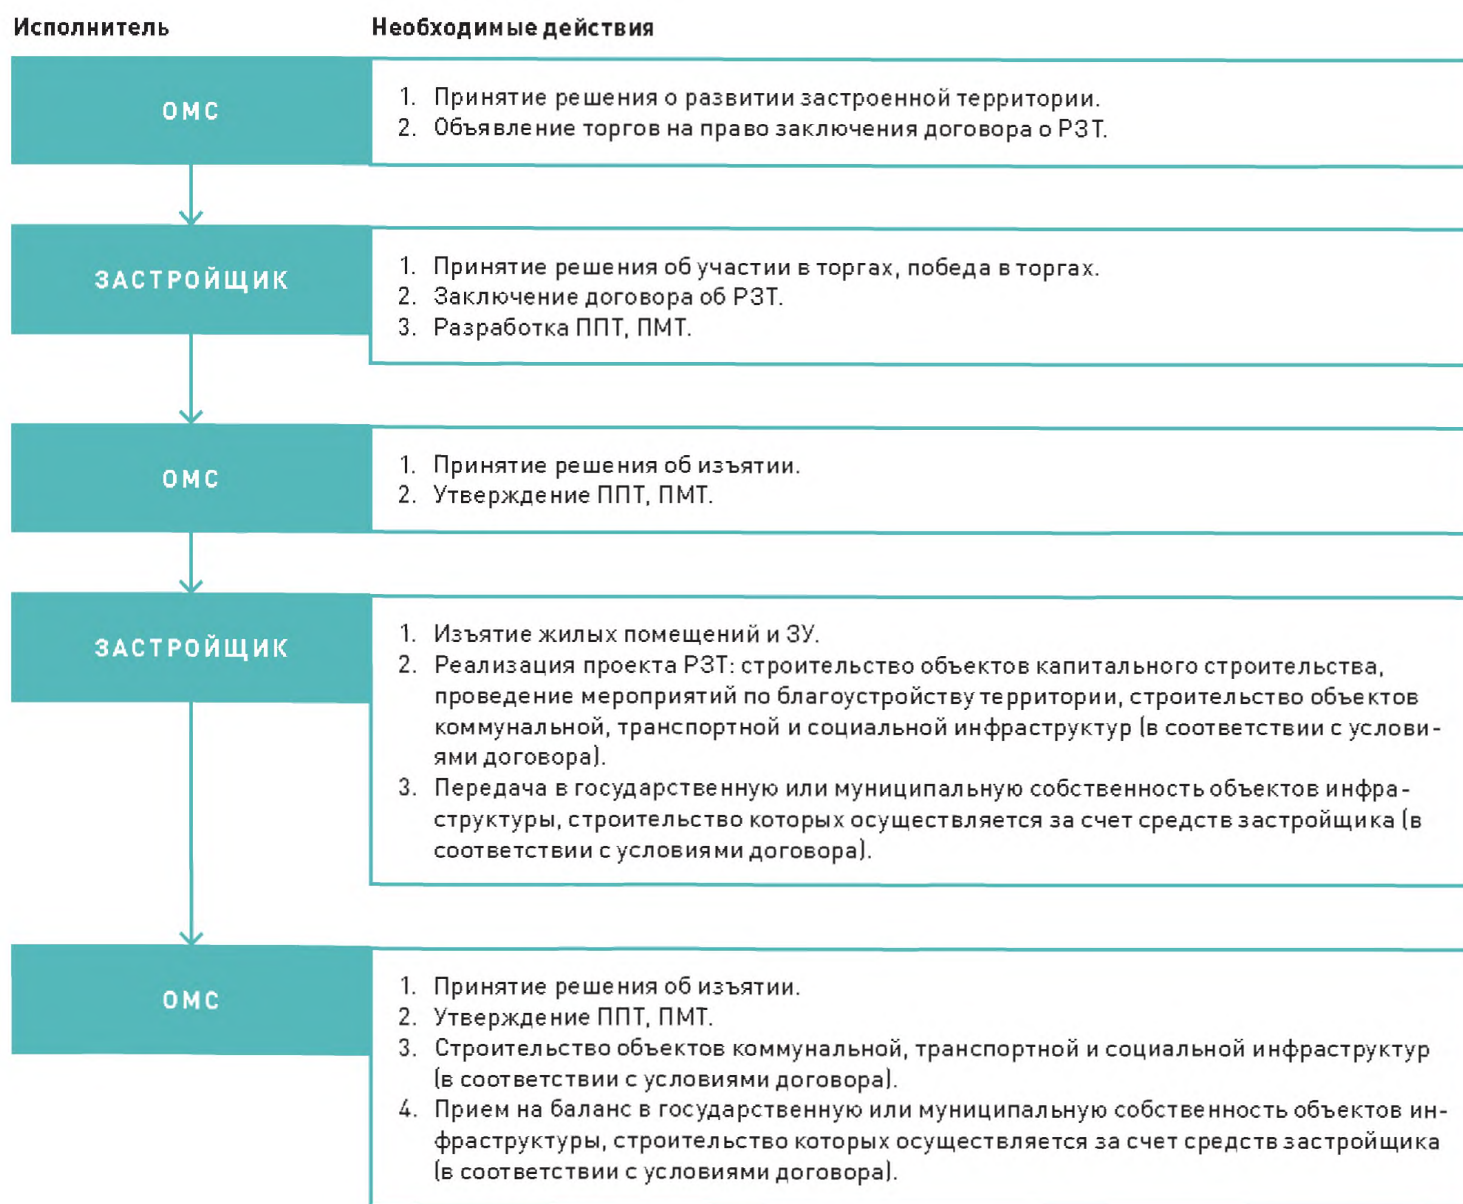 Исполнитель
Необходимые действия
ОМС
1. Принятие решения о развитии застроенной территории.
2. Объявление торгов на право заключения договора о РЗТ.
ЗАСТРОЙЩИК
1. Принятие решения об участии в торгах, победа в торгах.
2. Заключение договора об РЗТ.
3. Разработка ППТ, ПМТ.
ОМС
1. Принятие решения об изъятии.
2. Утверждение ППТ, ПМТ.
ЗАСТРОЙЩИК
1. Изъятие жилых помещений и ЗУ.
2. Реализация проекта РЗТ: строительство объектов капитального строительства,
проведение мероприятий по благоустройству территории, строительство объектов
коммунальной, транспортной и социальной инфраструктур (в соответствии с услови-
ями договора).
3. Передача в государственную или муниципальную собственность объектов инфра-
структуры, строительство которых осуществляется за счет средств застройщика (в
соответствии с условиями договора).
ОМС
1. Принятие решения об изъятии.
2. Утверждение ППТ, ПМТ.
3. Строительство объектов коммунальной, транспортной и социальной инфраструктур
(в соответствии с условиями договора).
4. Прием на баланс в государственную или муниципальную собственность объектов ин-
фраструктуры, строительство которых осуществляется за счет средств застройщика
(в соответствии с условиями договора).